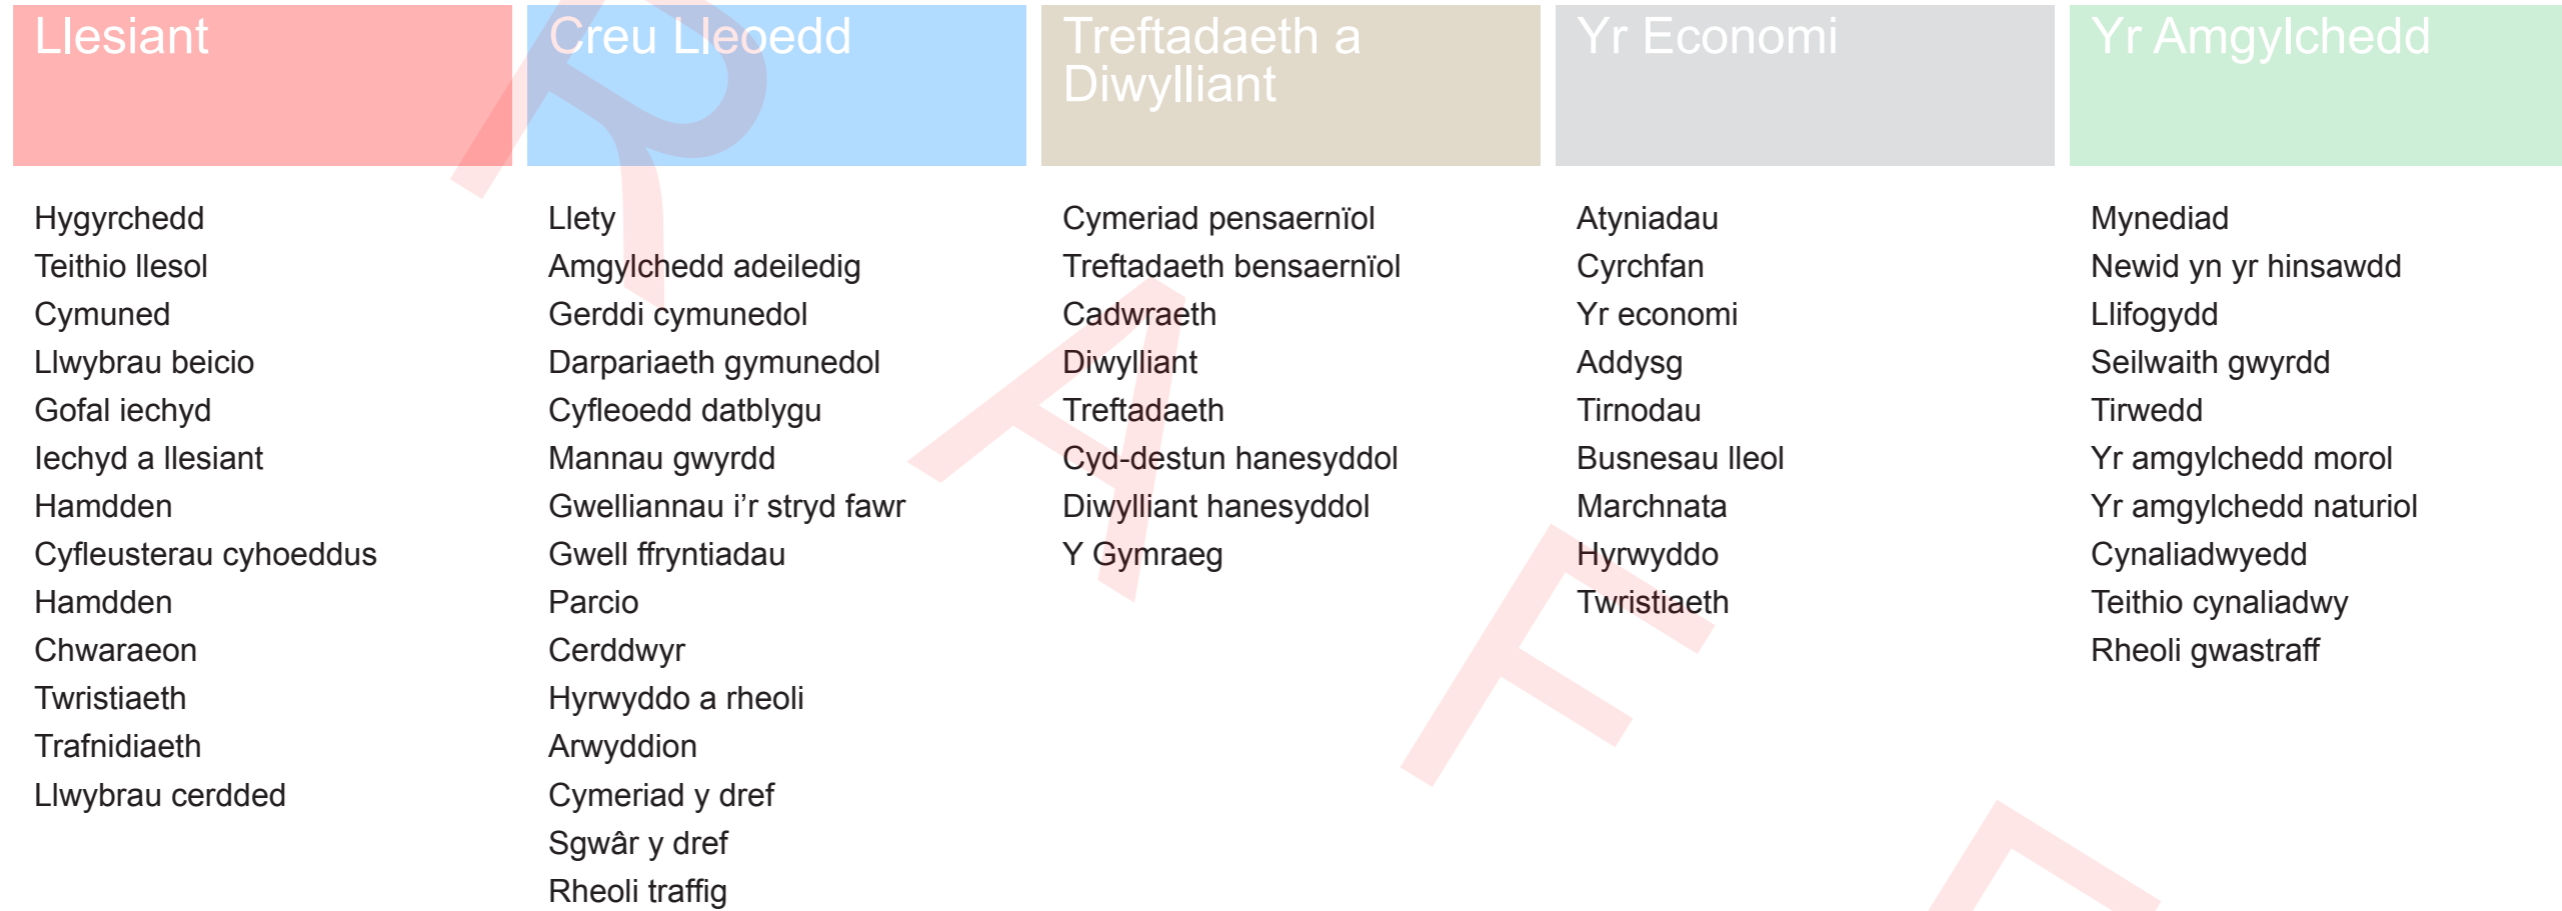 Llesiant
Hygyrchedd
Teithio llesol
Cymuned
Llwybrau beicio
Gofal iechyd
Iechyd a llesiant
Hamdden
Cyfleusterau cyhoeddus
Hamdden
Chwaraeon
Twristiaeth
Trafnidiaeth
Llwybrau cerdded
Creu Lleoedd
Llety
Amgylchedd adeiledig
Gerddi cymunedol
Darpariaeth gymunedol
Cyfleoedd datblygu
Mannau gwyrdd
Gwelliannau i’r stryd fawr
Gwell ffryntiadau
Parcio
Cerddwyr
Hyrwyddo a rheoli
Arwyddion
Cymeriad y dref
Sgwâr y dref
Rheoli traffig
Treftadaeth a
Diwylliant
Cymeriad pensaernïol
Treftadaeth bensaernïol
Cadwraeth
Diwylliant
Treftadaeth
Cyd-destun hanesyddol
Diwylliant hanesyddol
Y Gymraeg
Yr Economi
Atyniadau
Cyrchfan
Yr economi
Addysg
Tirnodau
Busnesau lleol
Marchnata
Hyrwyddo
Twristiaeth
Yr Amgylchedd
Mynediad
Newid yn yr hinsawdd
Llifogydd
Seilwaith gwyrdd
Tirwedd
Yr amgylchedd morol
Yr amgylchedd naturiol
Cynaliadwyedd
Teithio cynaliadwy
Rheoli gwastraff